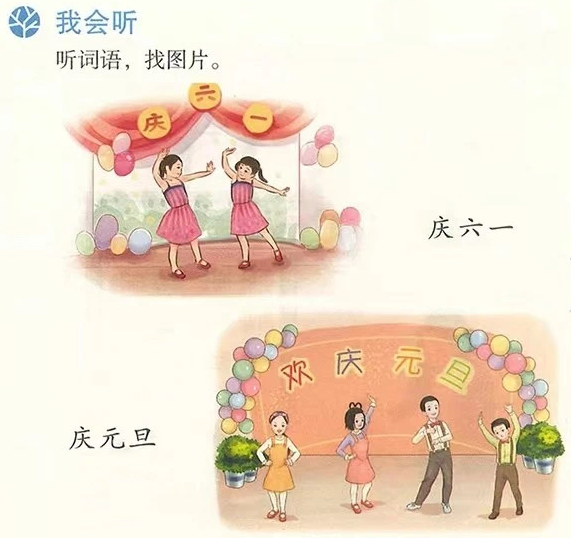 我会听
听词语，找图片。
庆六一
庆六一
欢庆元旦
庆元旦